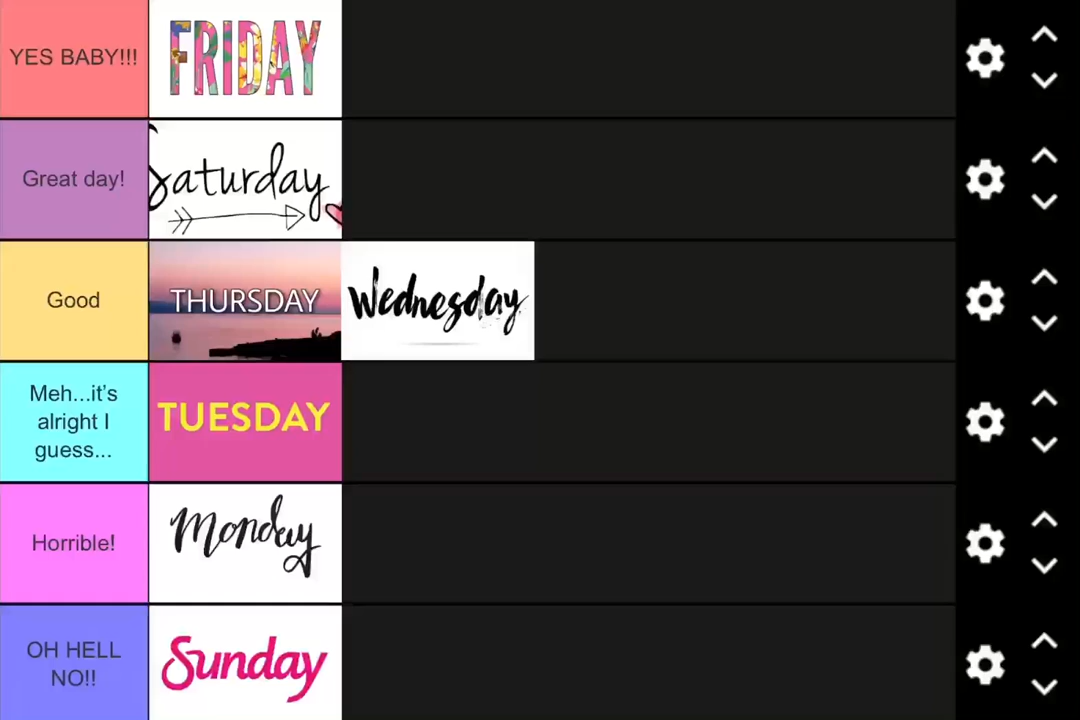 YES BABY!!!
FRIDAY
Great day!
Saturday
Good
THURSDAY
Wednesday
Meh...it's
alright I
guess...
TUESDAY
Horrible!
Monday
OH HELL
NO!!
Sunday